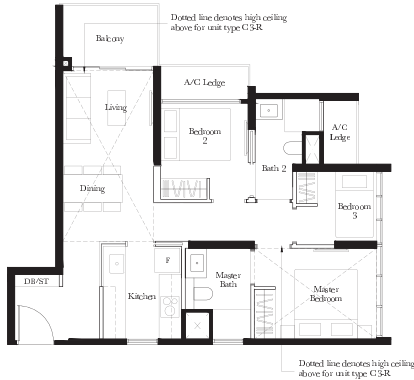 Dotted line denotes high ceiling
above for unit type C3-R
Balcony
A/C Ledge
Living
Bedroom
2
A/C
Ledge
Bath 2
Dining
Bedroom
3
F
DB/ST
Master
Bath
Kitchen
Master
Bedroom
Dotted line denotes high ceiling
above for unit type C3-R